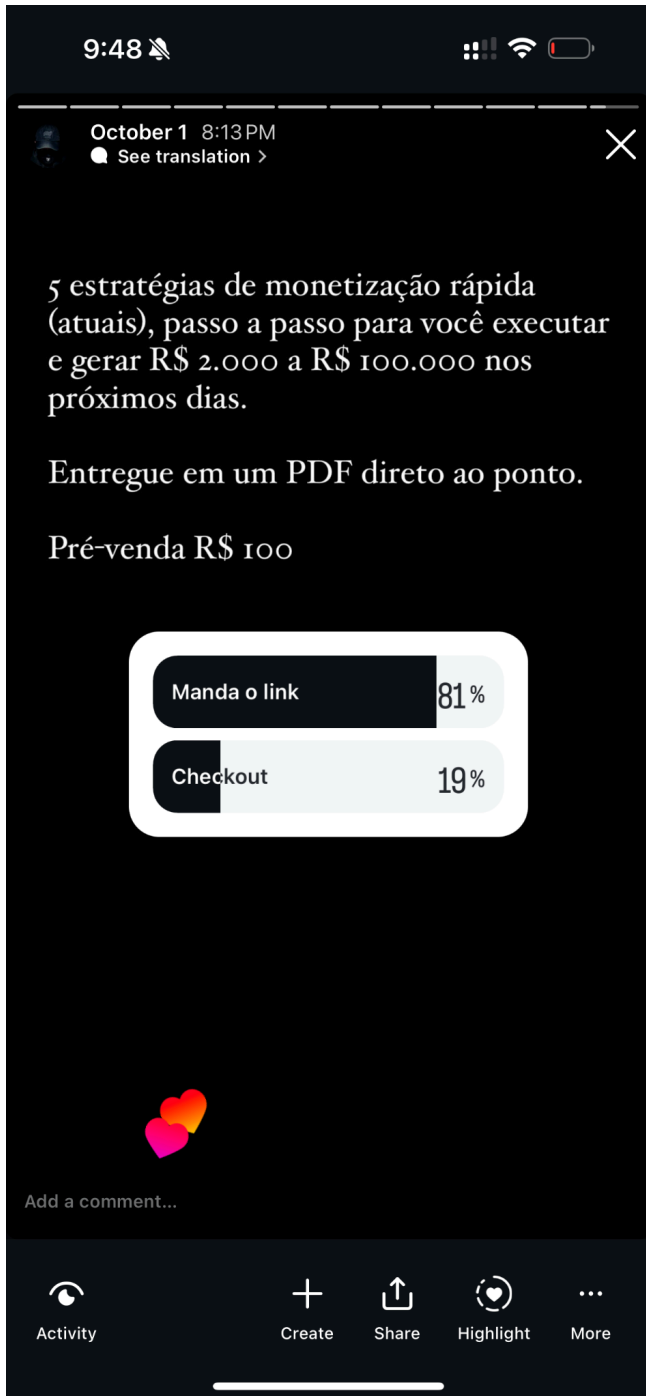 9:48
October 1 8:13 PM
See translation >
5 estratégias de monetização rápida
(atuais), passo a passo para você executar
e gerar R$ 2.000 a R$ 100.000 nos
próximos dias.
Entregue em um PDF direto ao ponto.
Pré-venda R$ 100
Manda o link 81%
Checkout 19%
Add a comment...
Activity
Create
Share
Highlight
More